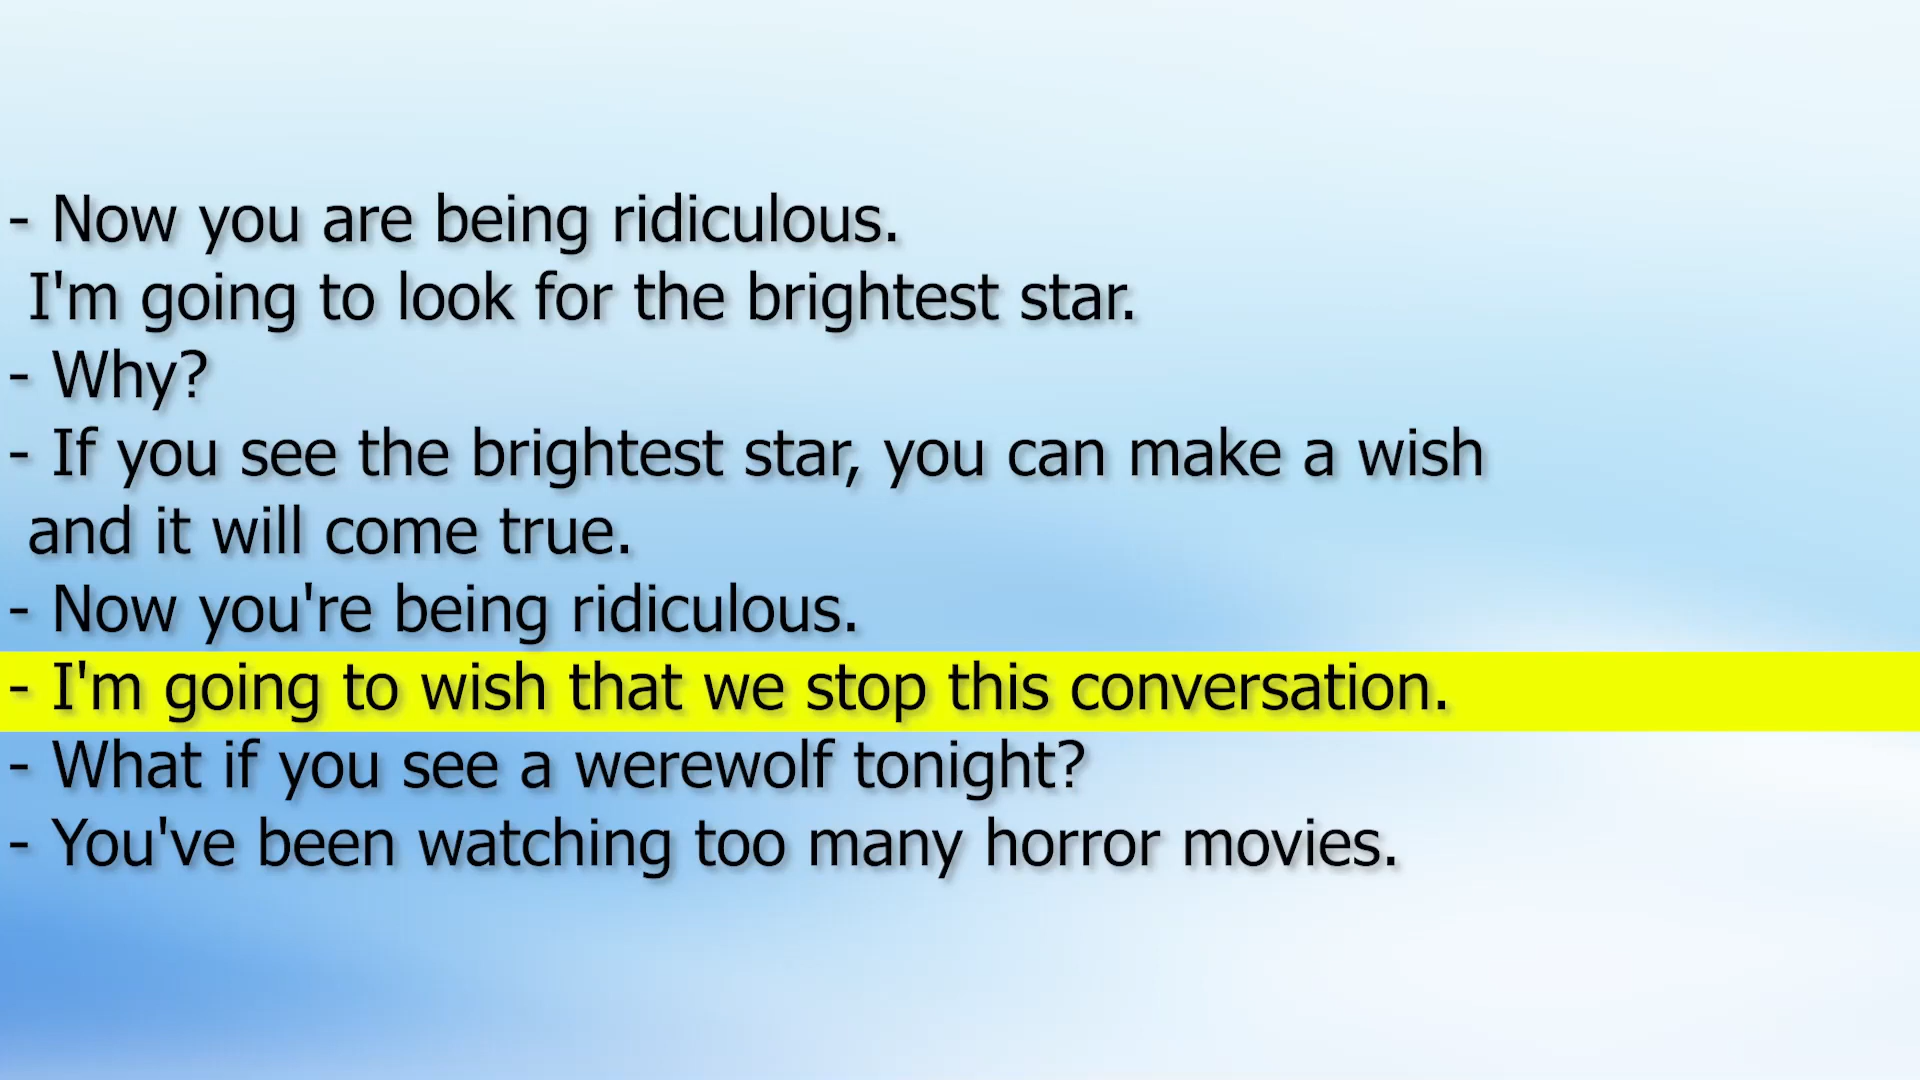 - Now you are being ridiculous.
I'm going to look for the brightest star.
- Why?
- If you see the brightest star, you can make a wish
and it will come true.
- Now you're being ridiculous.
- I'm going to wish that we stop this conversation.
- What if you see a werewolf tonight?
- You've been watching too many horror movies.